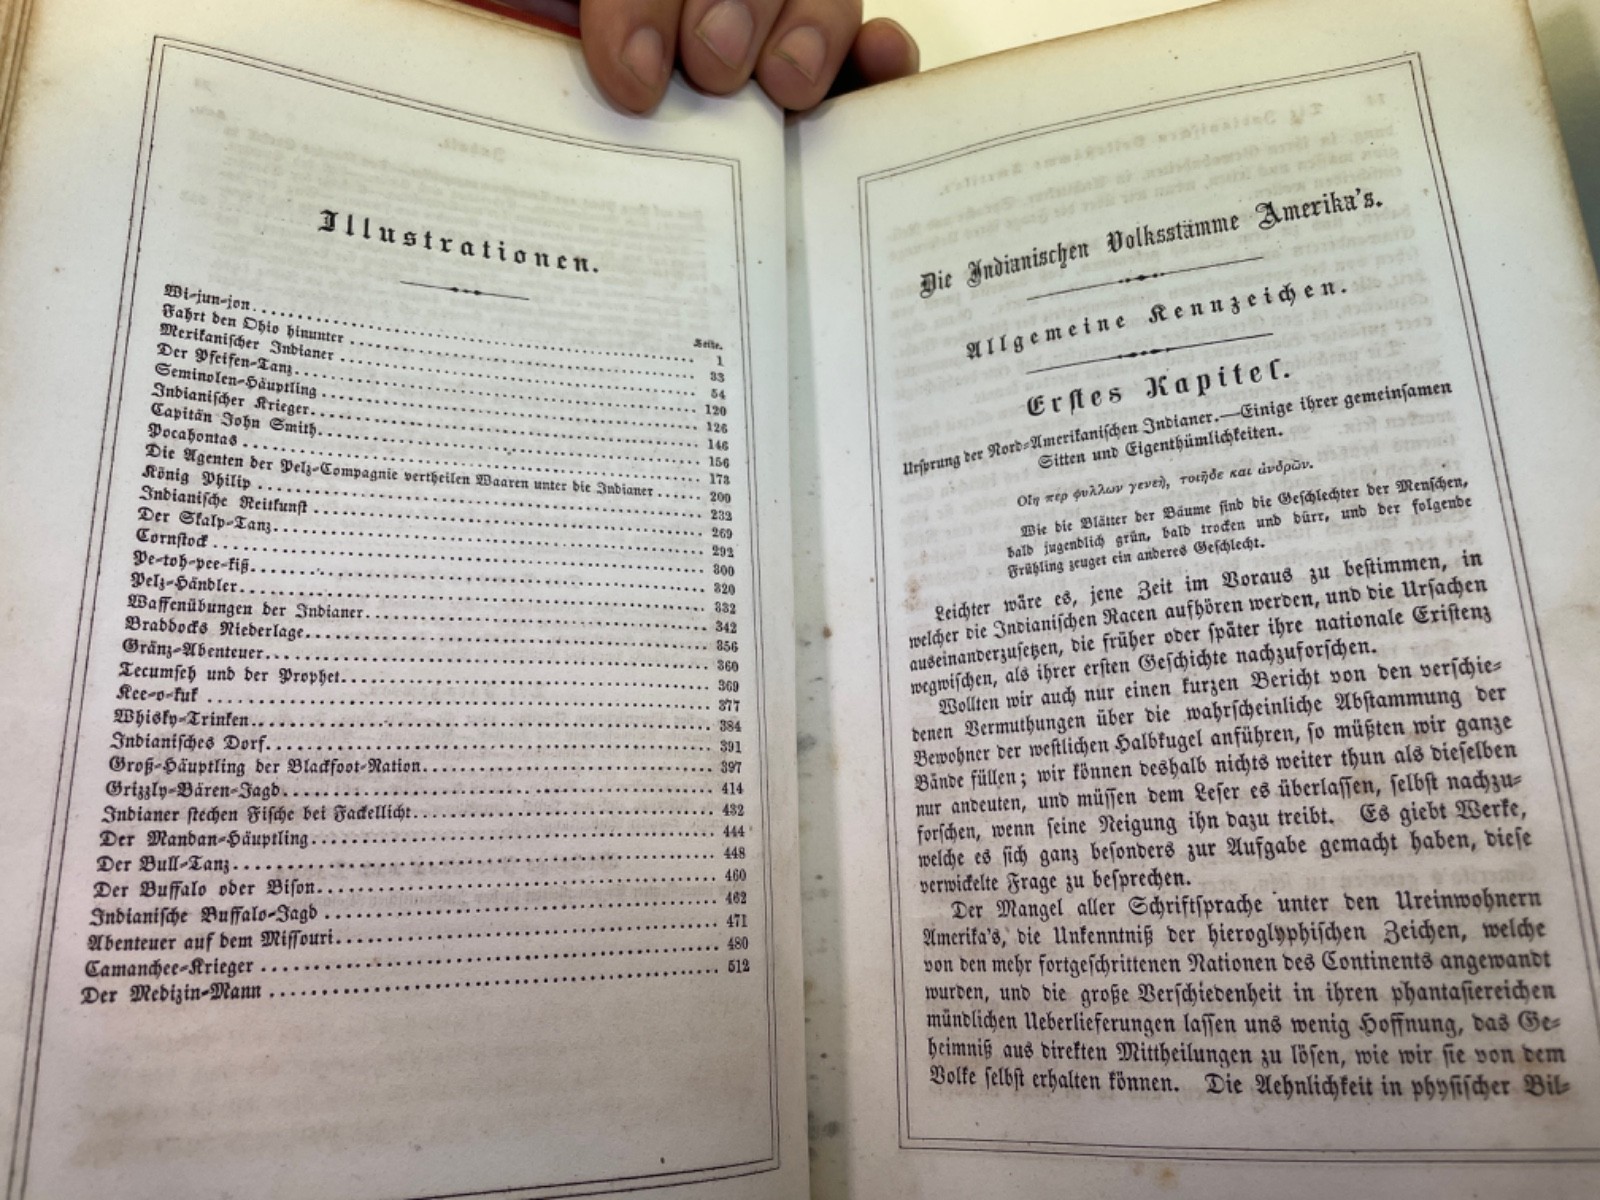 Illustrationen.
Seite.
Wi-jun-jon........ 1
Fahrt den Ohio hinunter........ 33
Mexikanischer Indianer........ 54
Der Pfeifen-Tanz........ 120
Seminolen-Häuptling........ 126
Indianischer Krieger........ 146
Capitän John Smith........ 156
Pocahontas........ 173
Die Agenten der Pelz-Compagnie vertheilen Waaren unter die Indianer...... 200
König Philip........ 232
Indianische Reitkunst........ 269
Der Skalp-Tanz........ 292
Cornstock........ 300
Pe-toh-pee-kiß........ 320
Pelz-Händler........ 332
Waffenübungen der Indianer........ 342
Braddocks Niederlage........ 356
Gränz-Abenteuer........ 360
Tecumseh und der Prophet........ 369
Kee-o-kuk........ 377
Whisky-Trinken........ 384
Indianisches Dorf........ 391
Groß-Häuptling der Blackfoot-Nation........ 397
Grizzly-Bären-Jagd........ 414
Indianer stechen Fische bei Fackellicht........ 432
Der Mandan-Häuptling........ 444
Der Bull-Tanz........ 448
Der Buffalo oder Bison........ 460
Indianische Buffalo-Jagd........ 462
Abenteuer auf dem Missouri........ 471
Camanchee-Krieger........ 480
Der Medizin-Mann........ 512
Die Indianischen Volksstämme Amerika's.
Allgemeine Kennzeichen.
Erstes Kapitel.
Ursprung der Nord-Amerikanischen Indianer.—Einige ihrer gemeinsamen
Sitten und Eigenthümlichkeiten.
Οἵη περ φυλλων γενεὴ, τοιῆδε και ἀνδρῶν.
Wie die Blätter der Bäume sind die Geschlechter der Menschen,
bald jugendlich grün, bald trocken und dürr, und der folgende
Frühling zeuget ein anderes Geschlecht.
Leichter wäre es, jene Zeit im Voraus zu bestimmen, in
welcher die Indianischen Racen aufhören werden, und die Ursachen
auseinanderzusetzen, die früher oder später ihre nationale Existenz
wegwischen, als ihrer ersten Geschichte nachzuforschen.
Wollten wir auch nur einen kurzen Bericht von den verschie-
denen Vermuthungen über die wahrscheinliche Abstammung der
Bewohner der westlichen Halbkugel anführen, so müßten wir ganze
Bände füllen; wir können deshalb nichts weiter thun als dieselben
nur andeuten, und müssen dem Leser es überlassen, selbst nachzu-
forschen, wenn seine Neigung ihn dazu treibt. Es giebt Werke,
welche es sich ganz besonders zur Aufgabe gemacht haben, diese
verwickelte Frage zu besprechen.
Der Mangel aller Schriftsprache unter den Ureinwohnern
Amerika's, die Unkenntniß der hieroglyphischen Zeichen, welche
von den mehr fortgeschrittenen Nationen des Continents angewandt
wurden, und die große Verschiedenheit in ihren phantasiereichen
mündlichen Ueberlieferungen lassen uns wenig Hoffnung, das Ge-
heimniß aus direkten Mittheilungen zu lösen, wie wir sie von dem
Volke selbst erhalten können. Die Aehnlichkeit in physischer Bil-